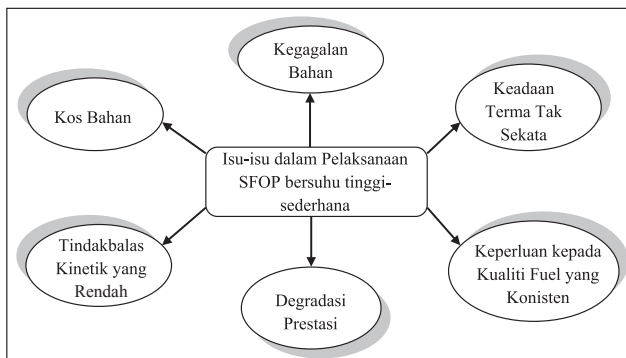 Kegagalan
Bahan
Kos Bahan
Keadaan
Terma Tak
Sekata
Isu-isu dalam Pelaksanaan
SFOP bersuhu tinggi-
sederhana
Tindakbalas
Kinetik yang
Rendah
Degradasi
Prestasi
Keperluan kepada
Kualiti Fuel yang
Konisten